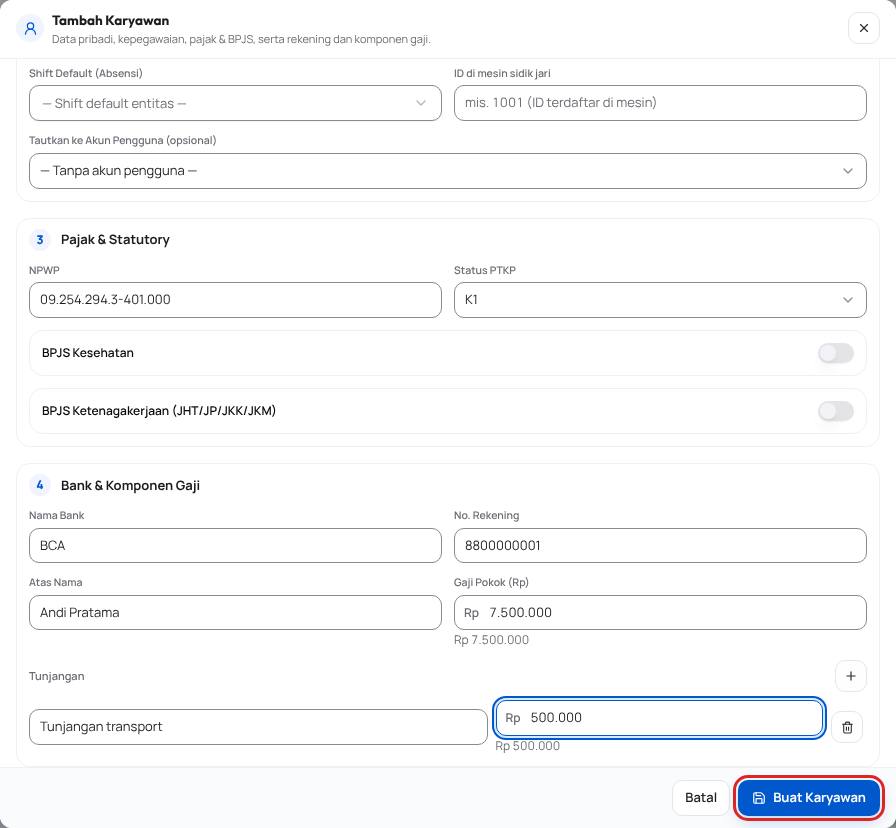 Tambah Karyawan
Data pribadi, kepegawaian, pajak & BPJS, serta rekening dan komponen gaji.
Shift Default (Absensi)
ID di mesin sidik jari
— Shift default entitas —
mis. 1001 (ID terdaftar di mesin)
Tautkan ke Akun Pengguna (opsional)
— Tanpa akun pengguna —
3 Pajak & Statutory
NPWP
Status PTKP
09.254.294.3-401.000
K1
BPJS Kesehatan
BPJS Ketenagakerjaan (JHT/JP/JKK/JKM)
4 Bank & Komponen Gaji
Nama Bank
No. Rekening
BCA
8800000001
Atas Nama
Gaji Pokok (Rp)
Andi Pratama
Rp 7.500.000
Rp 7.500.000
Tunjangan
Tunjangan transport
Rp 500.000
Rp 500.000
Batal
Buat Karyawan